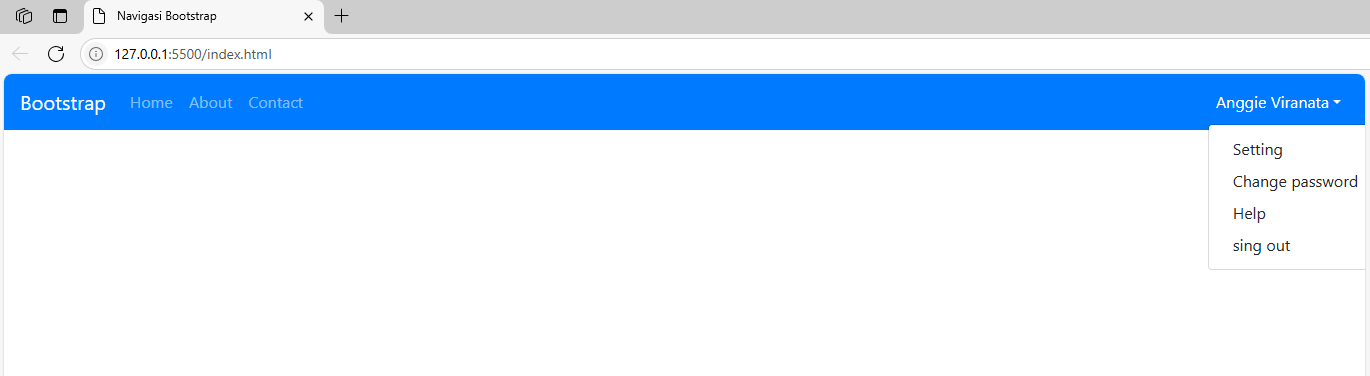 Navigasi Bootstrap
127.0.0.1:5500/index.html
Bootstrap Home About Contact Anggie Viranata
Setting
Change password
Help
sing out